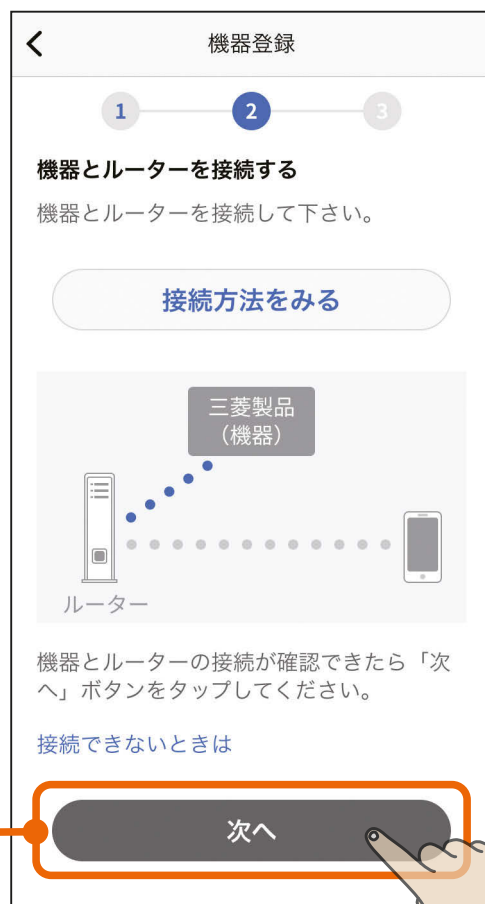 機器登録
1 2 3
機器とルーターを接続する
機器とルーターを接続して下さい。
接続方法をみる
三菱製品
（機器）
ルーター
機器とルーターの接続が確認できたら「次
へ」ボタンをタップしてください。
接続できないときは
次へ